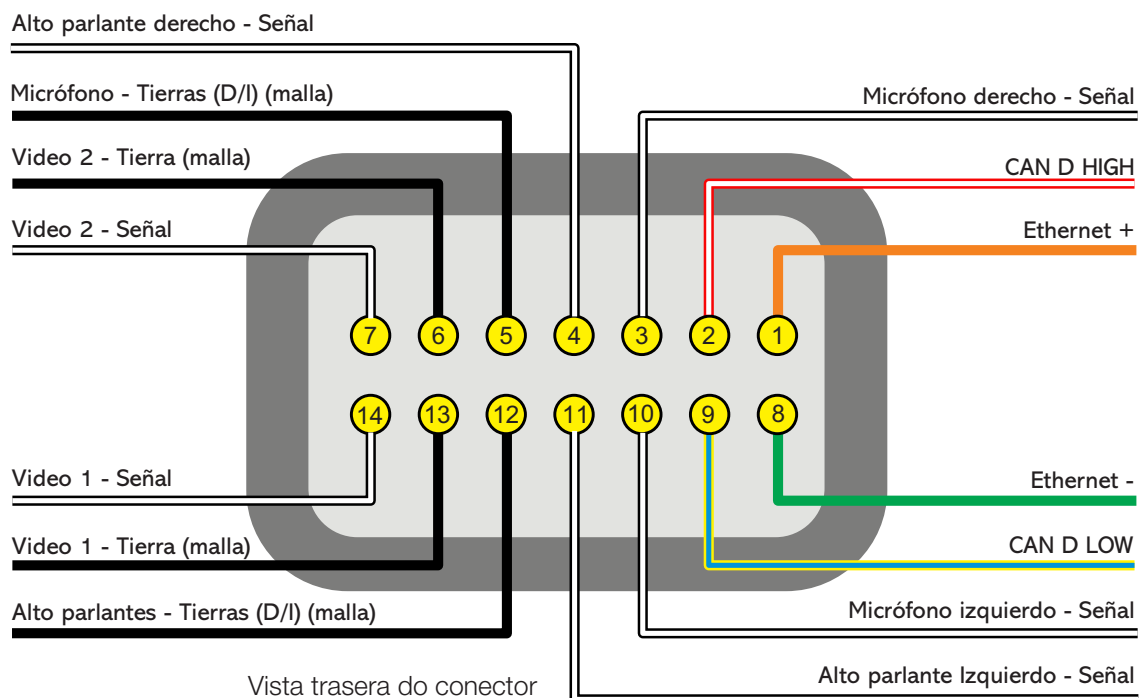 Alto parlante derecho - Señal
Micrófono - Tierras (D/I) (malla)
Micrófono derecho - Señal
Video 2 - Tierra (malla)
CAN D HIGH
Video 2 - Señal
Ethernet +
7 6 5 4 3 2 1
14 13 12 11 10 9 8
Video 1 - Señal
Ethernet -
Video 1 - Tierra (malla)
CAN D LOW
Alto parlantes - Tierras (D/I) (malla)
Micrófono izquierdo - Señal
Alto parlante Izquierdo - Señal
Vista trasera do conector